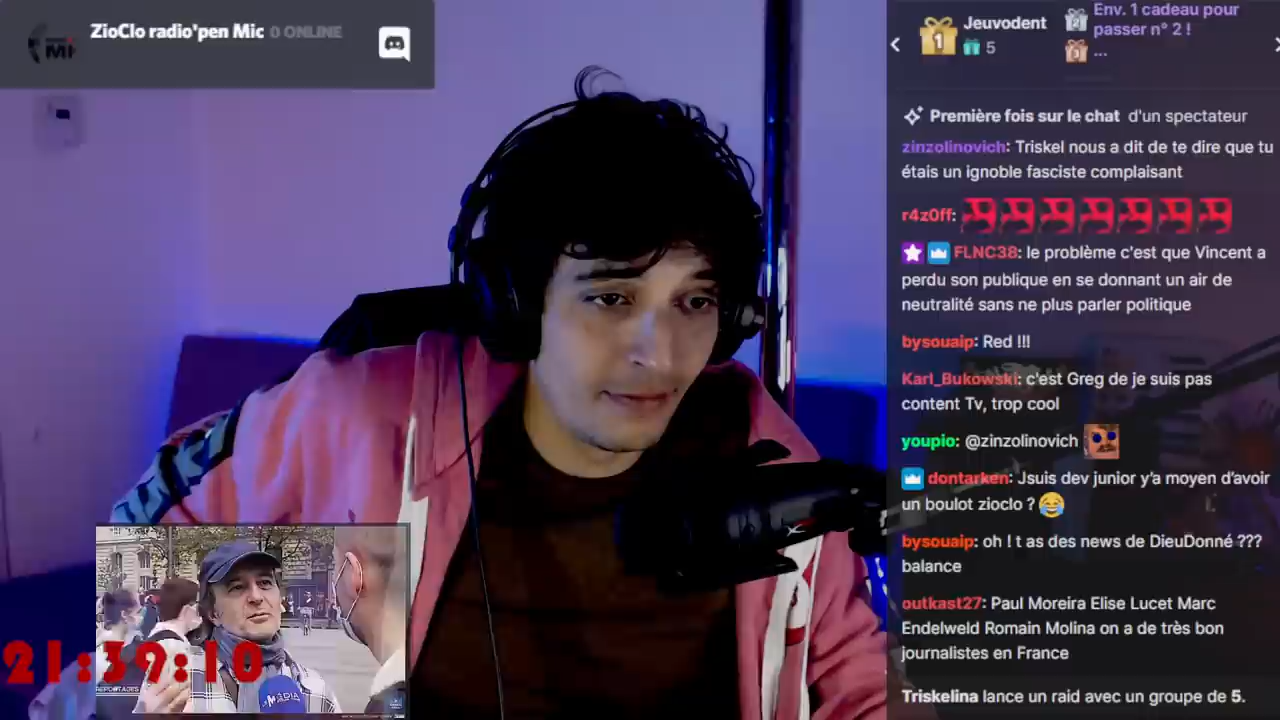 ZioClo radio'pen Mic 0 ONLINE
Jeuvodent
5
Env. 1 cadeau pour
passer n° 2 !
...
Première fois sur le chat d'un spectateur
zinzolinovich: Triskel nous a dit de te dire que tu
étais un ignoble fasciste complaisant
r4z0ff:
FLNC38: le problème c'est que Vincent a
perdu son publique en se donnant un air de
neutralité sans ne plus parler politique
bysouaip: Red !!!
Karl_Bukowski: c'est Greg de je suis pas
content Tv, trop cool
youpio: @zinzolinovich
dontarken: Jsuis dev junior y'a moyen d'avoir
un boulot zioclo ?
bysouaip: oh ! t as des news de DieuDonné ???
balance
outkast27: Paul Moreira Elise Lucet Marc
Endelweld Romain Molina on a de très bon
journalistes en France
Triskelina lance un raid avec un groupe de 5.
21:39:10
REPORTAGES
MEDIA